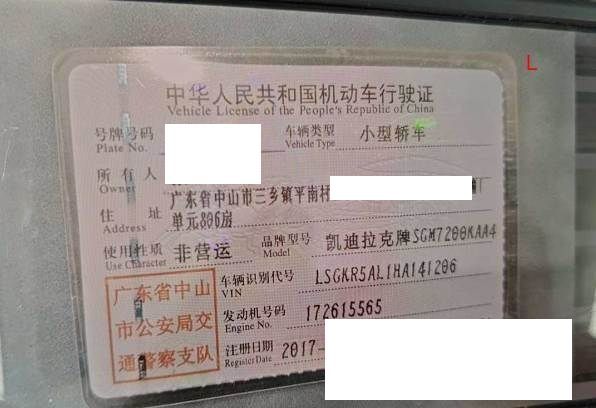 L
中华人民共和国机动车行驶证
Vehicle License of the People's Republic of China
号牌号码 车辆类型 小型轿车
Plate No. Vehicle Type
所有人
Owner
广东省中山市三乡镇平南村
住址 单元806房
Address
使用性质 非营运 品牌型号 凯迪拉克牌SGM7200KAA4
Use Character Model
广东省中山 车辆识别代号 LSGKR5AL1HA141206
VIN
市公安局交 发动机号码 172615565
Engine No.
通警察支队 注册日期 2017-
Register Date